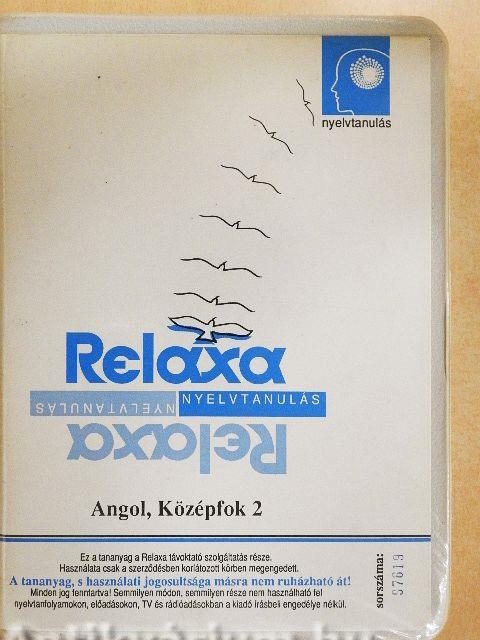 nyelvtanulás
Relaxa
NYELVTANULÁS
NYELVTANULÁS
Relaxa
Angol, Középfok 2
Ez a tananyag a Relaxa távoktató szolgáltatás része.
Használata csak a szerződésben korlátozott körben megengedett.
A tananyag, s használati jogosultsága másra nem ruházható át!
Minden jog fenntartva! Semmilyen módon, semmilyen része nem használható fel
nyelvtanfolyamokon, előadásokon, TV és rádióadásokban a kiadó írásbeli engedélye nélkül.
sorszáma:
97619